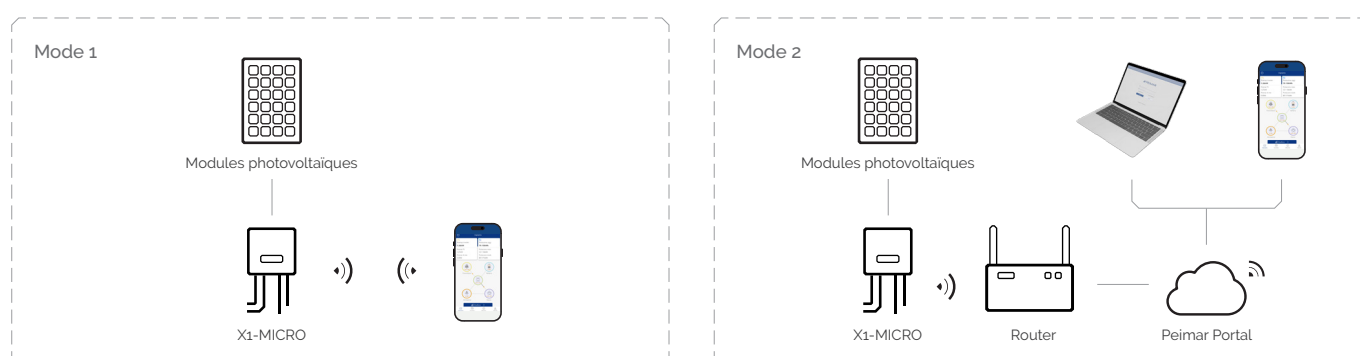 Mode 1
Modules photovoltaïques
X1-MICRO
Mode 2
Modules photovoltaïques
X1-MICRO
Router
Peimar Portal